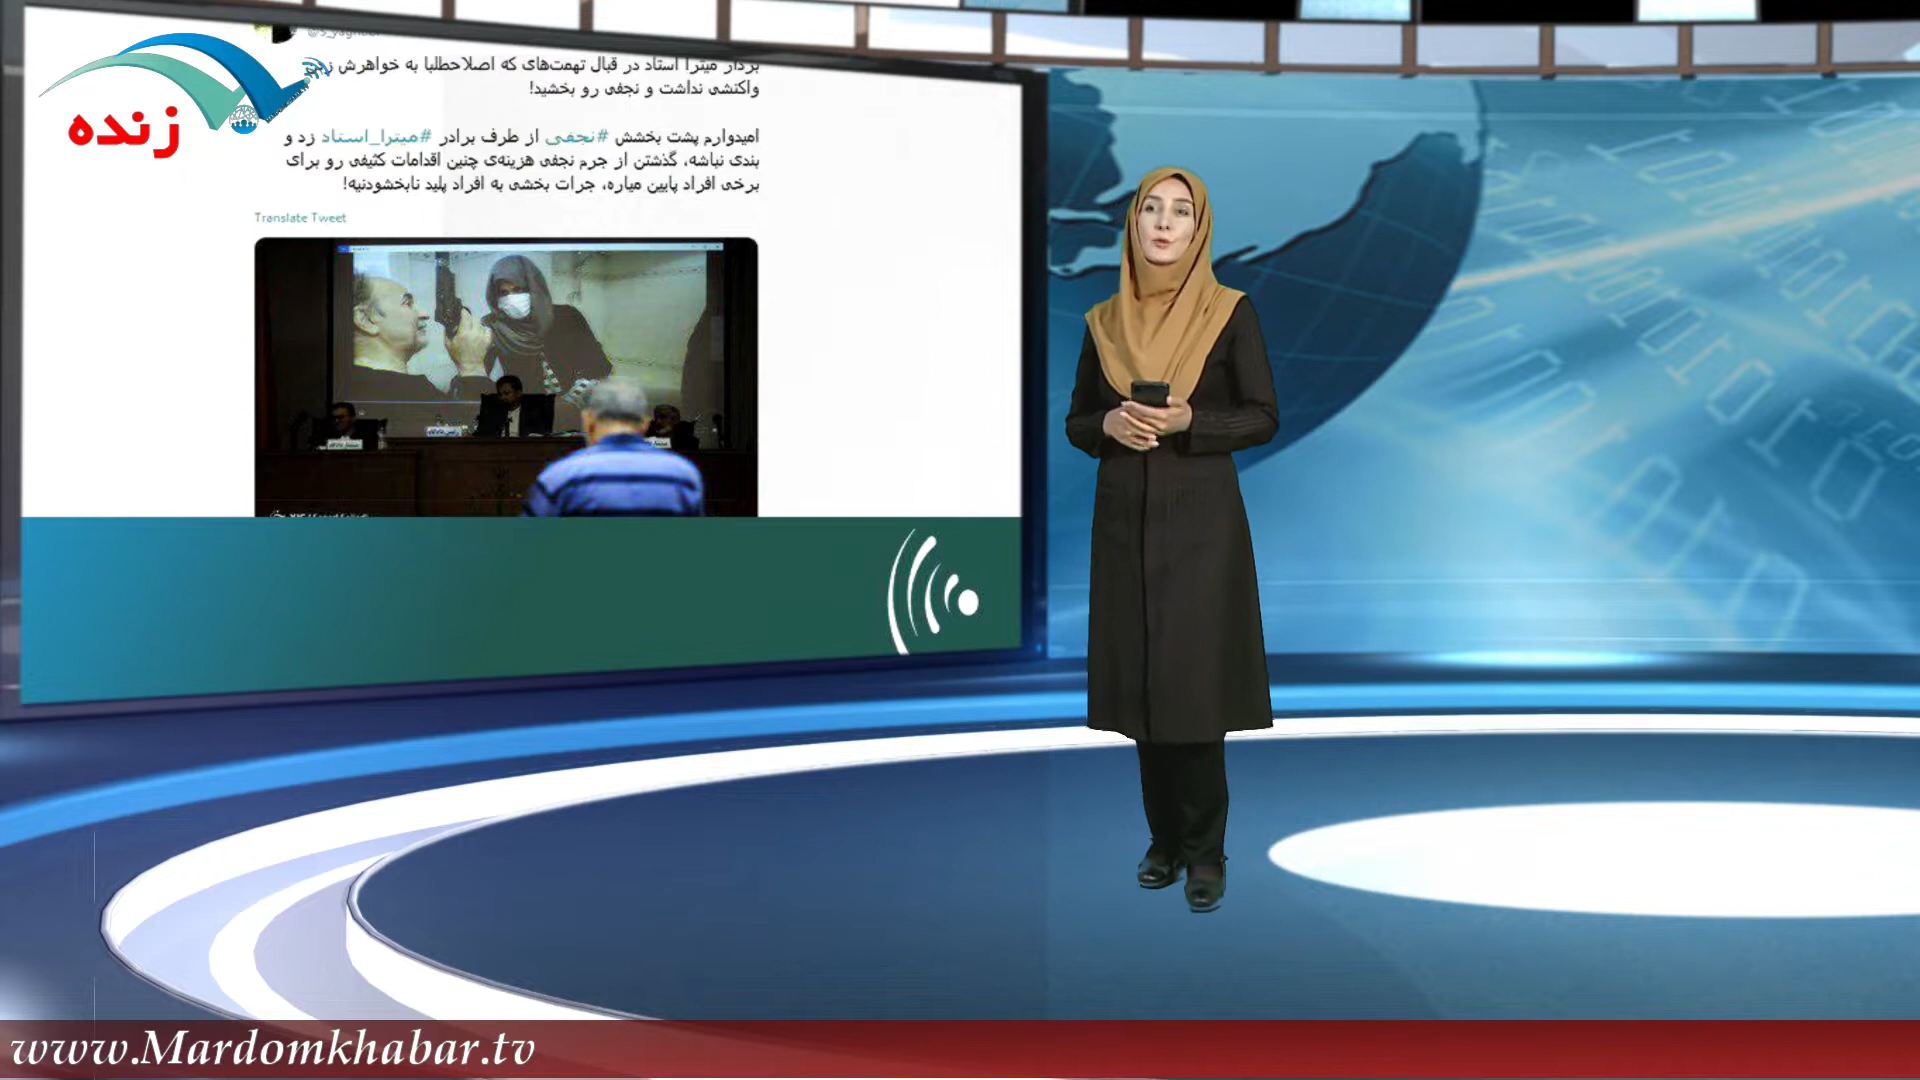 زنده
بردار میترا استاد در قبال تهمت‌های که اصلاحطلبا به خواهرش زدند
واکنشی نداشت و نجفی رو بخشید!
امیدوارم پشت بخشش #نجفی از طرف برادر #میترا_استاد زد و
بندی نباشه، گذشتن از جرم نجفی هزینه‌ی چنین اقدامات کثیفی رو برای
برخی افراد پایین میاره، جرات بخشی به افراد پلید نابخشودنیه!
Translate Tweet
www.Mardomkhabar.tv